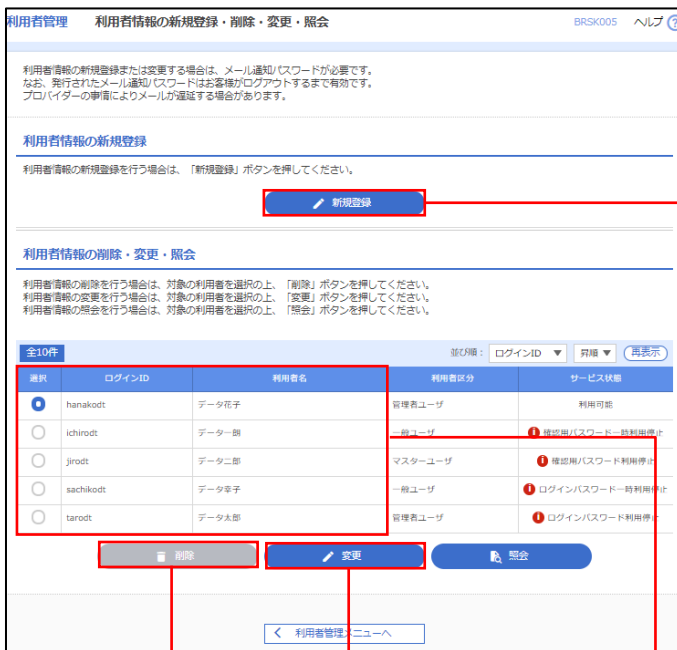 利用者管理 利用者情報の新規登録・削除・変更・照会 BRSK005 ヘルプ ?
利用者情報の新規登録または変更する場合は、メール通知パスワードが必要です。
なお、発行されたメール通知パスワードはお客様がログアウトするまで有効です。
プロバイダーの事情によりメールが遅延する場合があります。
利用者情報の新規登録
利用者情報の新規登録を行う場合は、「新規登録」ボタンを押してください。
新規登録
利用者情報の削除・変更・照会
利用者情報の削除を行う場合は、対象の利用者を選択の上、「削除」ボタンを押してください。
利用者情報の変更を行う場合は、対象の利用者を選択の上、「変更」ボタンを押してください。
利用者情報の照会を行う場合は、対象の利用者を選択の上、「照会」ボタンを押してください。
全10件 並び順： ログインID ▼ 昇順 ▼ 再表示
選択 ログインID 利用者名 利用者区分 サービス状態
hanakodt データ花子 管理者ユーザ 利用可能
ichirodt データ一朗 一般ユーザ 確認用パスワード一時利用停止
jirodt データ二郎 マスターユーザ 確認用パスワード利用停止
sachikodt データ幸子 一般ユーザ ログインパスワード一時利用停止
tarodt データ太郎 管理者ユーザ ログインパスワード利用停止
削除 変更 照会
利用者管理メニューへ